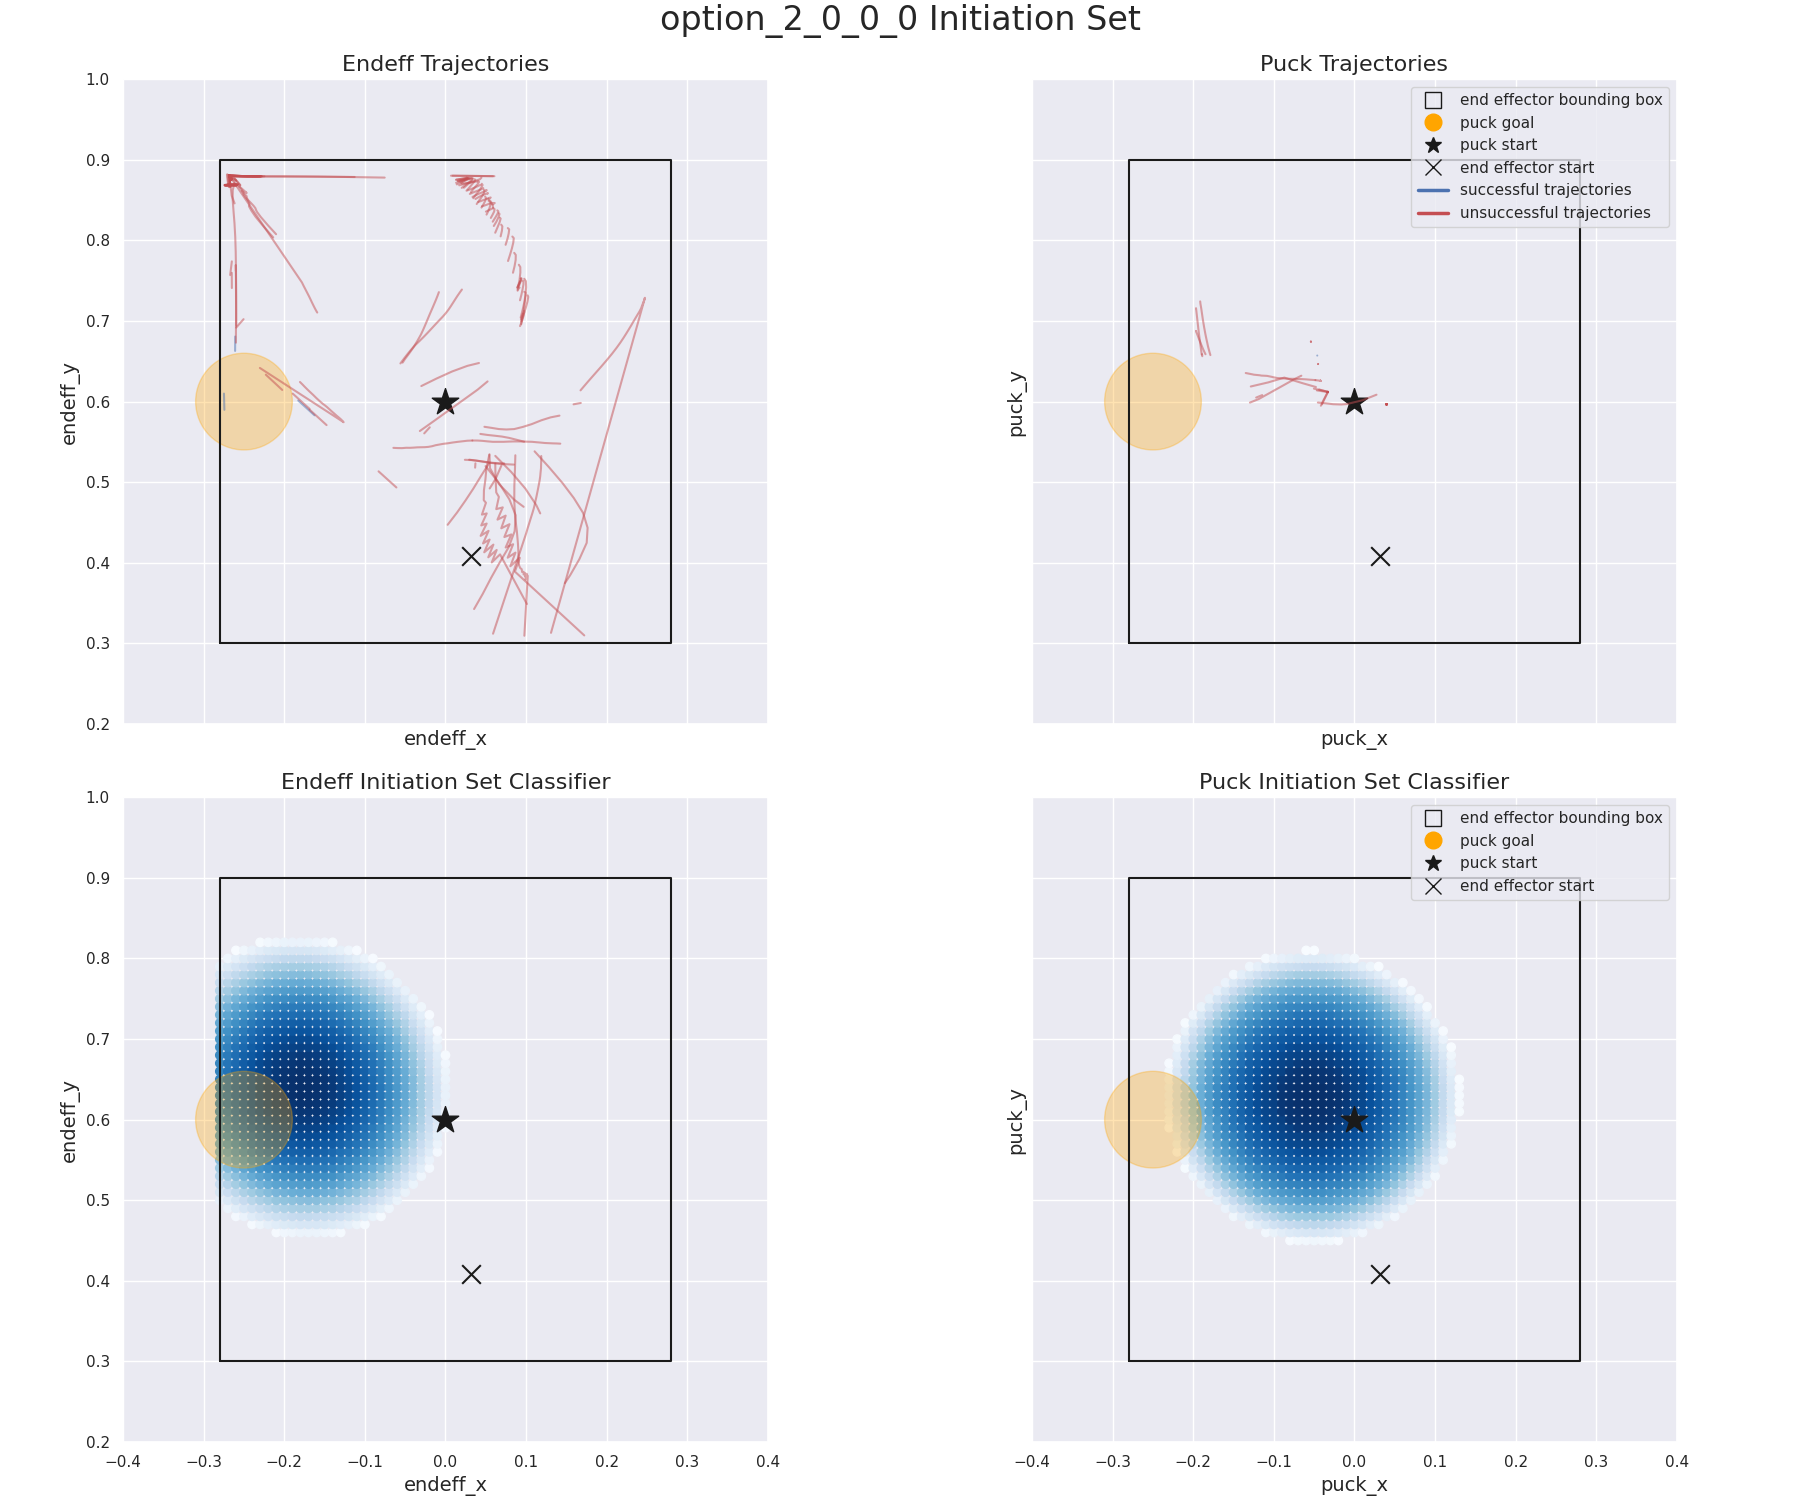 option_2_0_0_0 Initiation Set
Endeff Trajectories
1.0
0.9
0.8
0.7
0.6
0.5
0.4
0.3
0.2
endeff_y
endeff_x
Puck Trajectories
end effector bounding box
puck goal
puck start
end effector start
successful trajectories
unsuccessful trajectories
puck_y
puck_x
Endeff Initiation Set Classifier
1.0
0.9
0.8
0.7
0.6
0.5
0.4
0.3
0.2
endeff_y
−0.4 −0.3 −0.2 −0.1 0.0 0.1 0.2 0.3 0.4
endeff_x
Puck Initiation Set Classifier
end effector bounding box
puck goal
puck start
end effector start
puck_y
−0.4 −0.3 −0.2 −0.1 0.0 0.1 0.2 0.3 0.4
puck_x